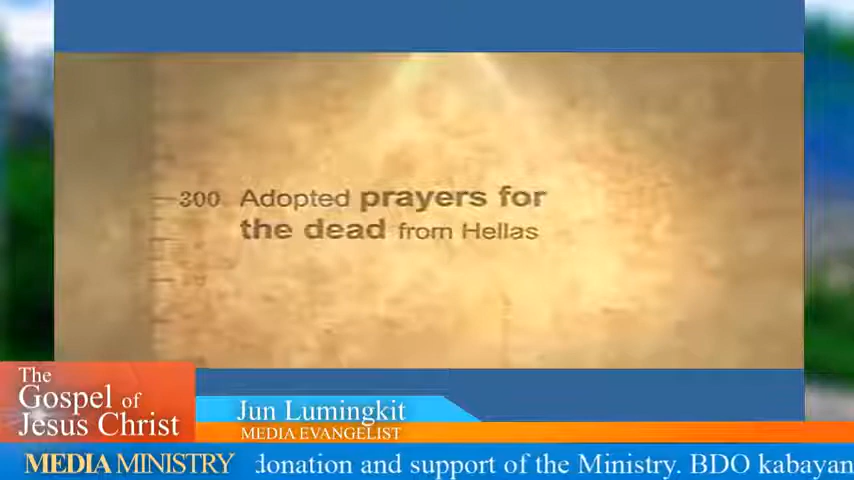 300 Adopted prayers for
the dead from Hellas
The
Gospel of
Jesus Christ
Jun Lumingkit
MEDIA EVANGELIST
MEDIA MINISTRY
donation and support of the Ministry. BDO kabayan